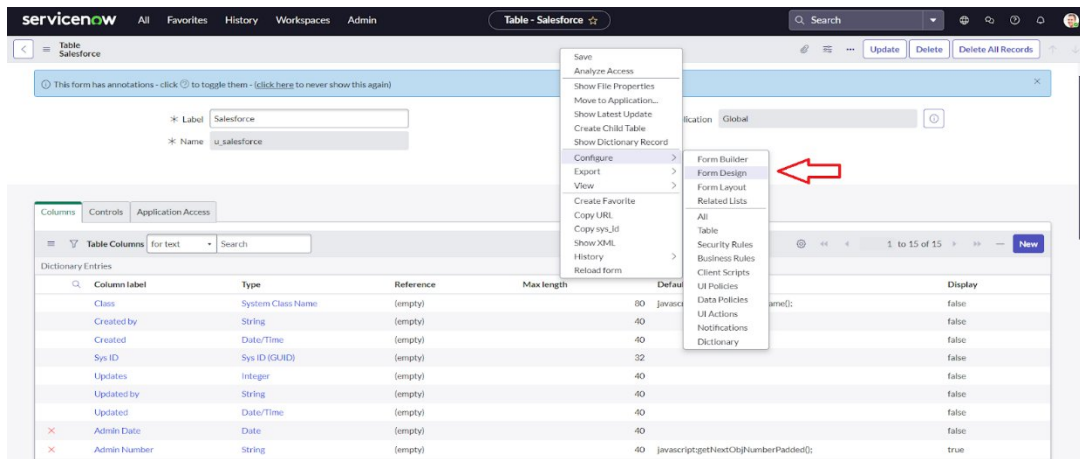 servicenow All Favorites History Workspaces Admin Table - Salesforce Search
Table
Salesforce
Update Delete Delete All Records
This form has annotations - click ? to toggle them - (click here to never show this again)
Label Salesforce
Name u_salesforce
Global
Save
Analyze Access
Show File Properties
Move to Application...
Show Latest Update
Create Child Table
Show Dictionary Record
Configure
Export
View
Create Favorite
Copy URL
Copy sys_id
Show XML
History
Reload form
Form Builder
Form Design
Form Layout
Related Lists
All
Table
Security Rules
Business Rules
Client Scripts
UI Policies
Data Policies
UI Actions
Notifications
Dictionary
Columns Controls Application Access
Table Columns for text Search 1 to 15 of 15 New
Dictionary Entries
Column label Type Reference Max length Display
Class System Class Name (empty) 80 false
Created by String (empty) 40 false
Created Date/Time (empty) 40 false
Sys ID Sys ID (GUID) (empty) 32 false
Updates Integer (empty) 40 false
Updated by String (empty) 40 false
Updated Date/Time (empty) 40 false
Admin Date Date (empty) 40 false
Admin Number String (empty) 40 javascript:getNextObjNumberPadded(); true